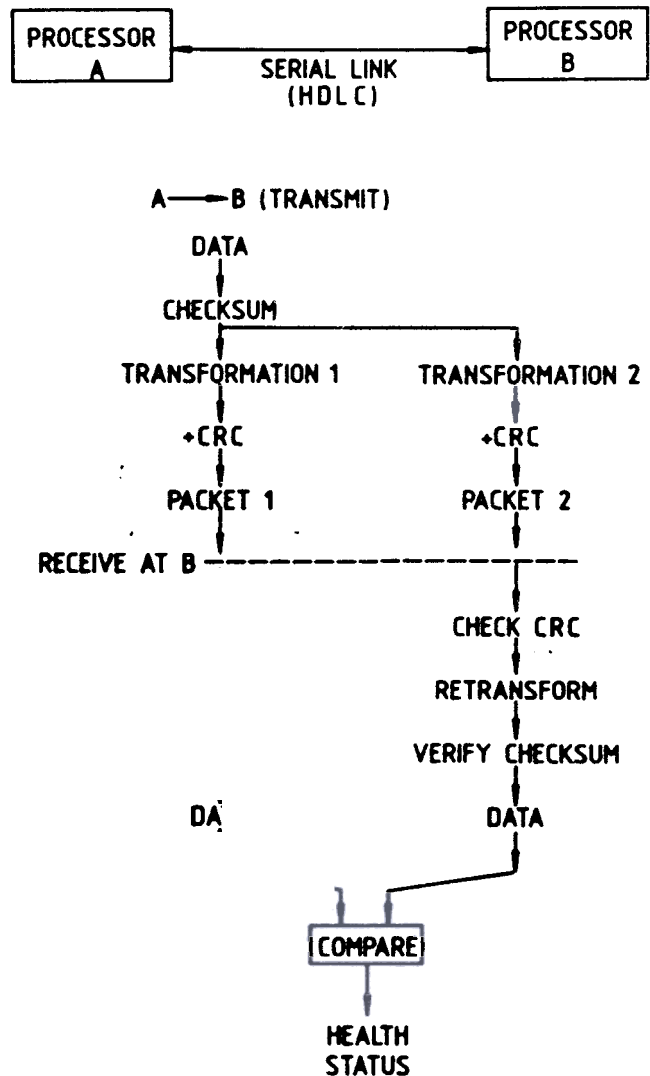 PROCESSOR
A
PROCESSOR
B
SERIAL LINK
(HDLC)
A B (TRANSMIT)
DATA
CHECKSUM
TRANSFORMATION 1
TRANSFORMATION 2
+CRC
+CRC
PACKET 1
PACKET 2
RECEIVE AT B
CHECK CRC
RETRANSFORM
VERIFY CHECKSUM
DA
DATA
COMPARE
HEALTH
STATUS